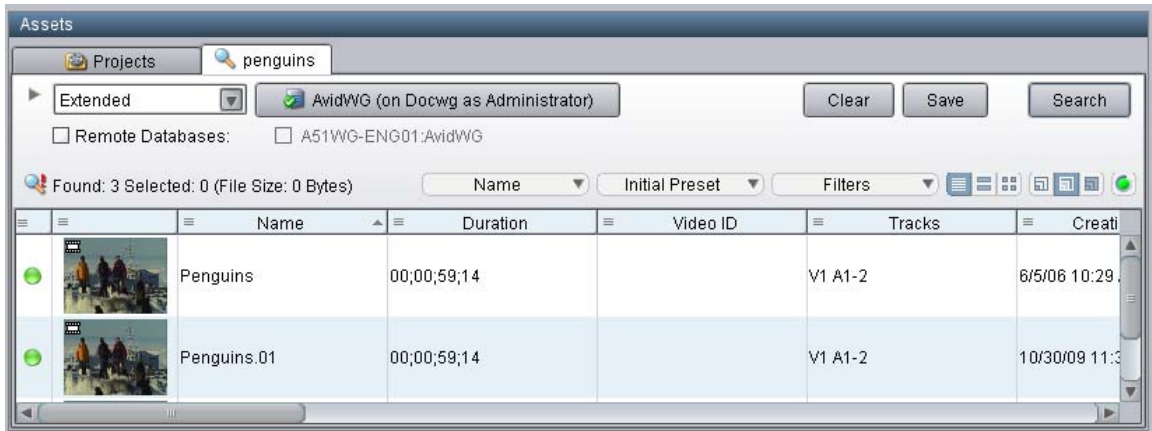 Assets
Projects
penguins
Extended
AvidWG (on Docwg as Administrator)
Clear
Save
Search
Remote Databases:
A51WG-ENG01:AvidWG
Found: 3 Selected: 0 (File Size: 0 Bytes)
Name
Initial Preset
Filters
Name Duration Video ID Tracks Creati
Penguins 00;00;59;14 V1 A1-2 6/5/06 10:29
Penguins.01 00;00;59;14 V1 A1-2 10/30/09 11:3